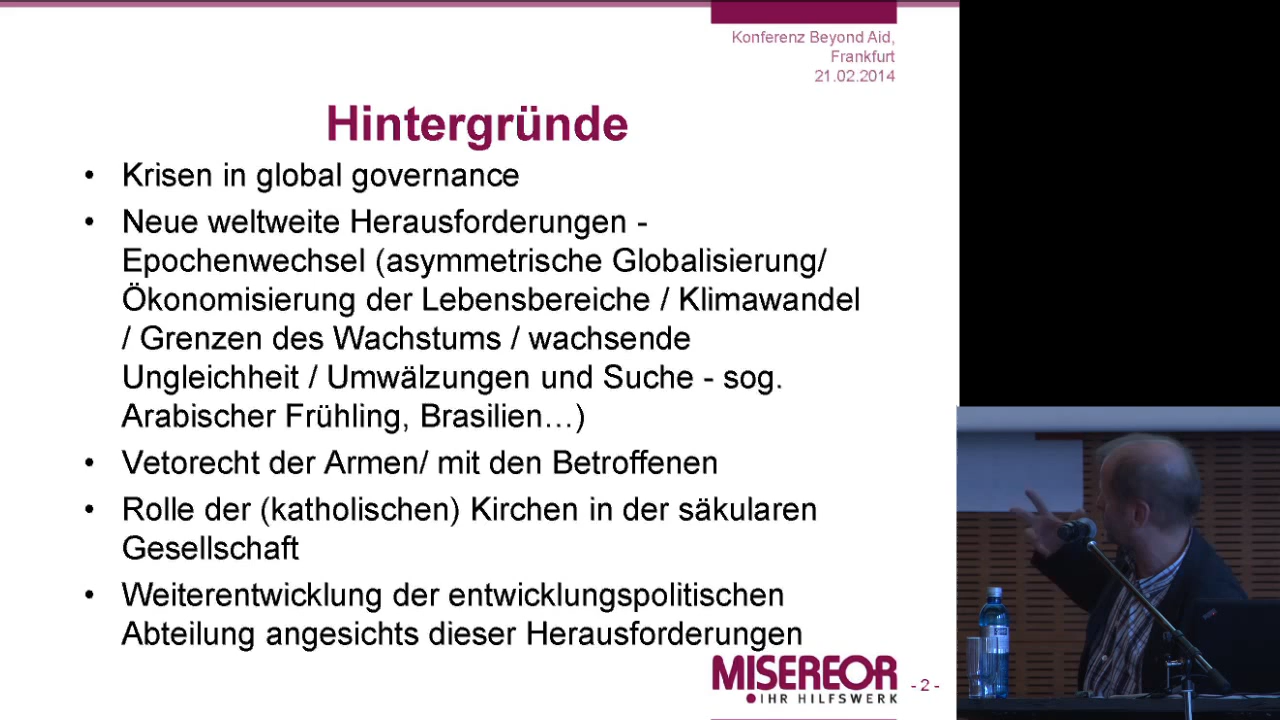 Konferenz Beyond Aid,
Frankfurt
21.02.2014
Hintergründe
• Krisen in global governance
• Neue weltweite Herausforderungen -
Epochenwechsel (asymmetrische Globalisierung/
Ökonomisierung der Lebensbereiche / Klimawandel
/ Grenzen des Wachstums / wachsende
Ungleichheit / Umwälzungen und Suche - sog.
Arabischer Frühling, Brasilien…)
• Vetorecht der Armen/ mit den Betroffenen
• Rolle der (katholischen) Kirchen in der säkularen
Gesellschaft
• Weiterentwicklung der entwicklungspolitischen
Abteilung angesichts dieser Herausforderungen
MISEREOR
IHR HILFSWERK
- 2 -